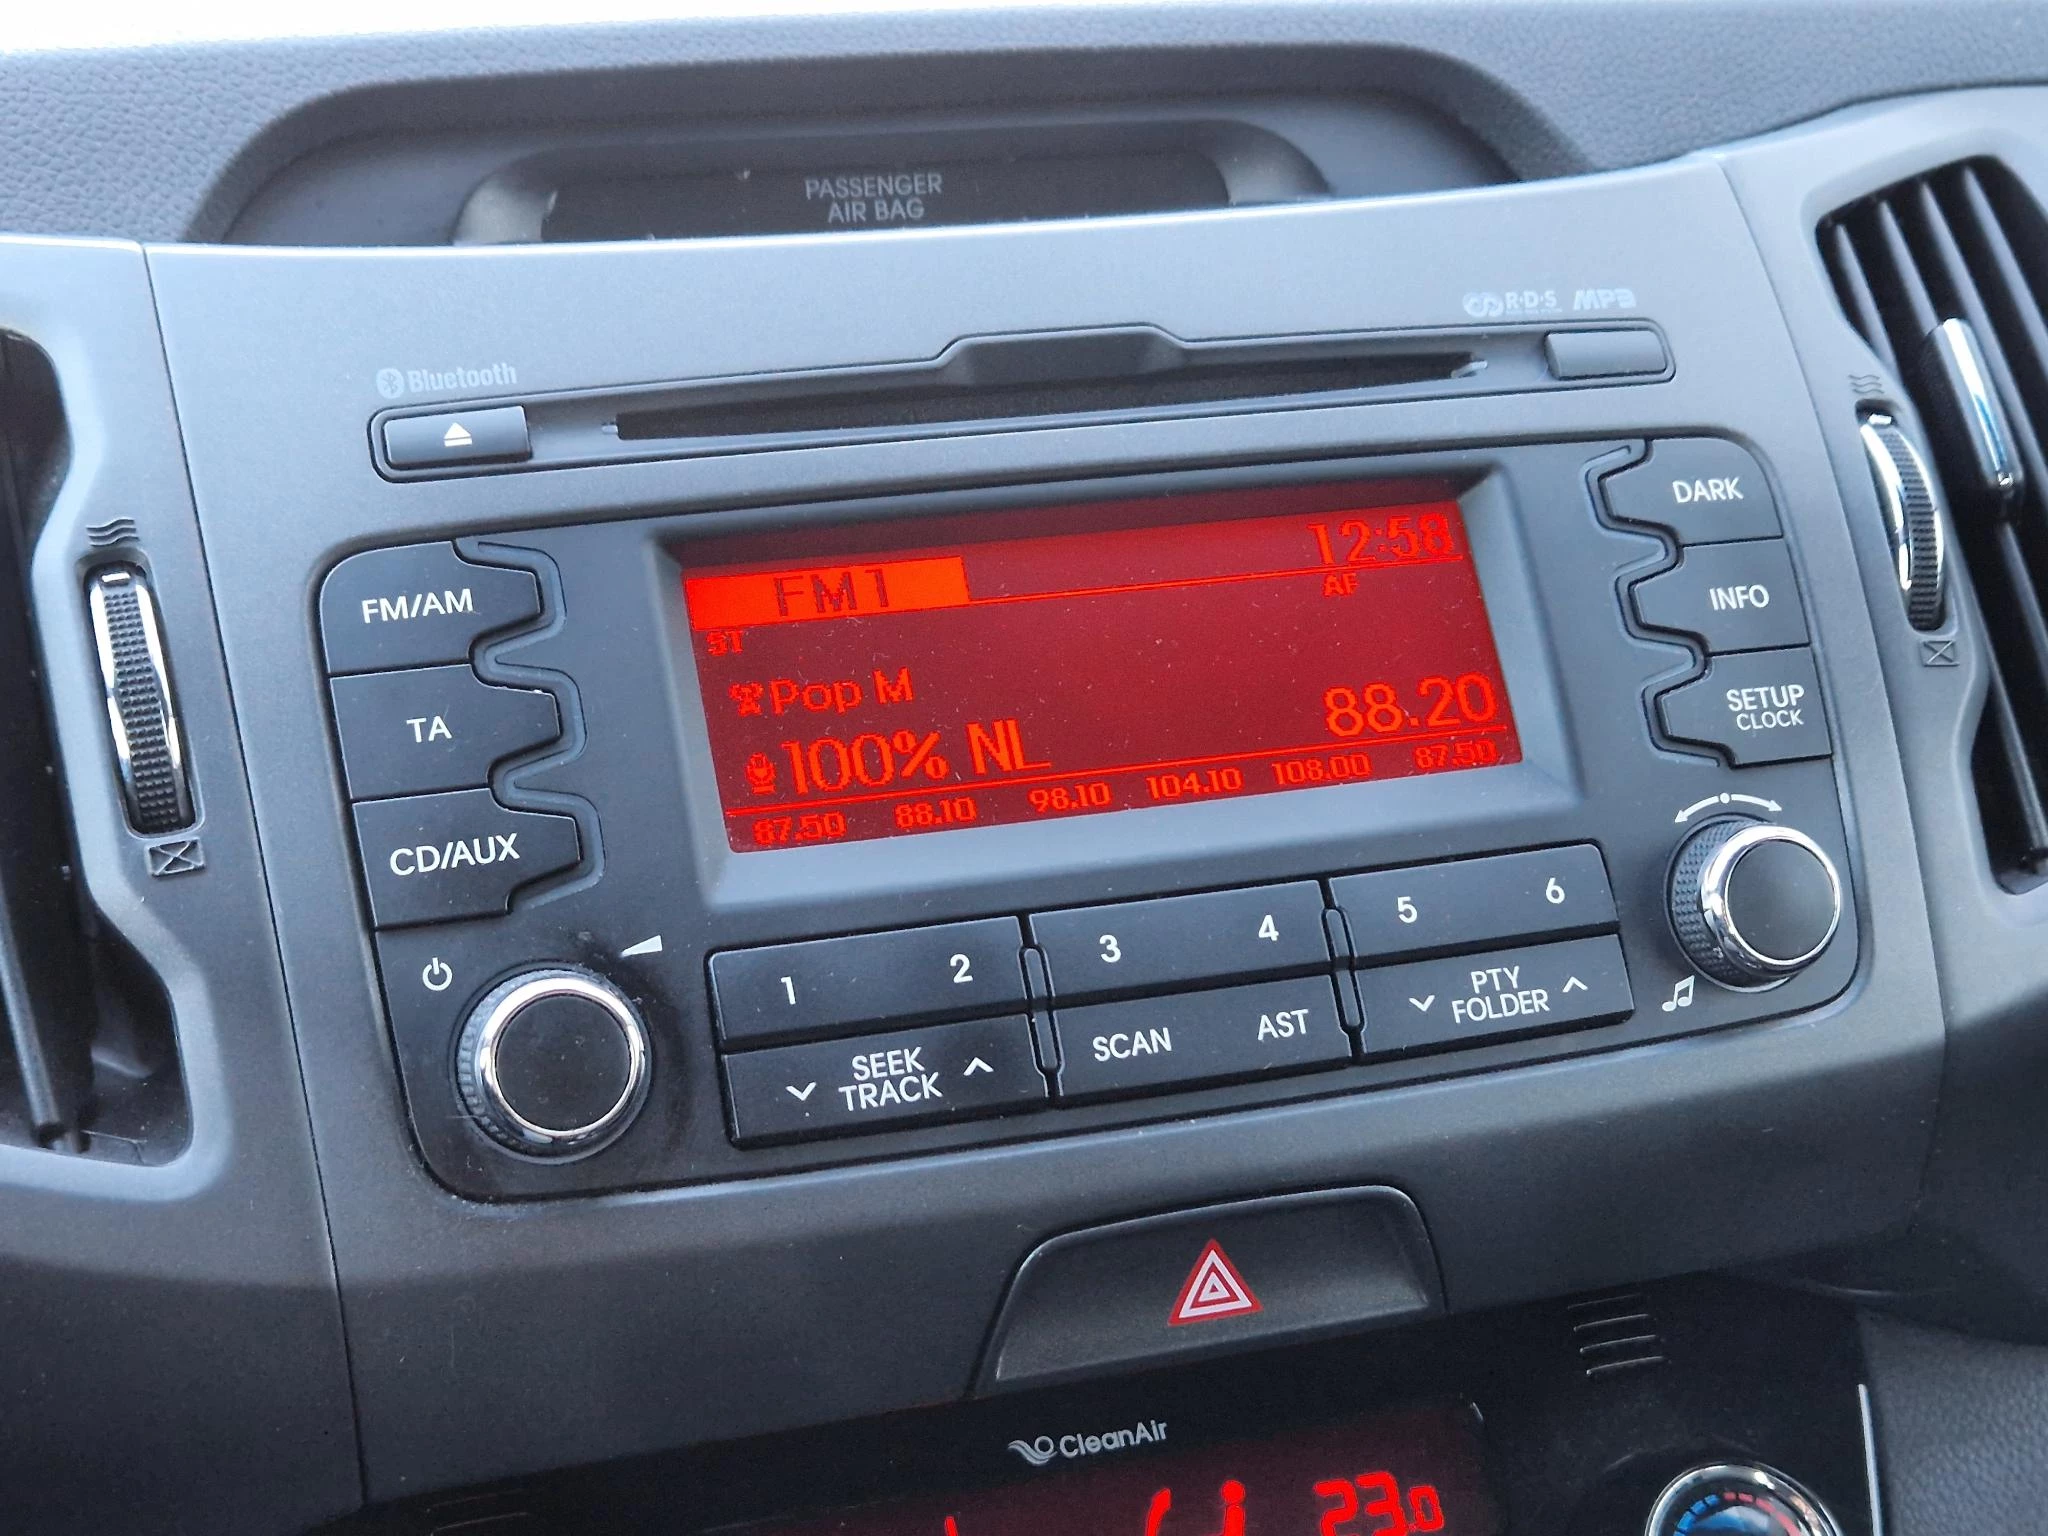 PASSENGER
AIR BAG
R·D·S MP3
Bluetooth
DARK
12:58
FM1
AF
FM/AM
INFO
ST
Pop M
88.20
SETUP
CLOCK
TA
100% NL
87.50 88.10 98.10 104.10 108.00 87.50
CD/AUX
1 2 3 4 5 6
SEEK
TRACK
SCAN AST
PTY
FOLDER
CleanAir
23.0